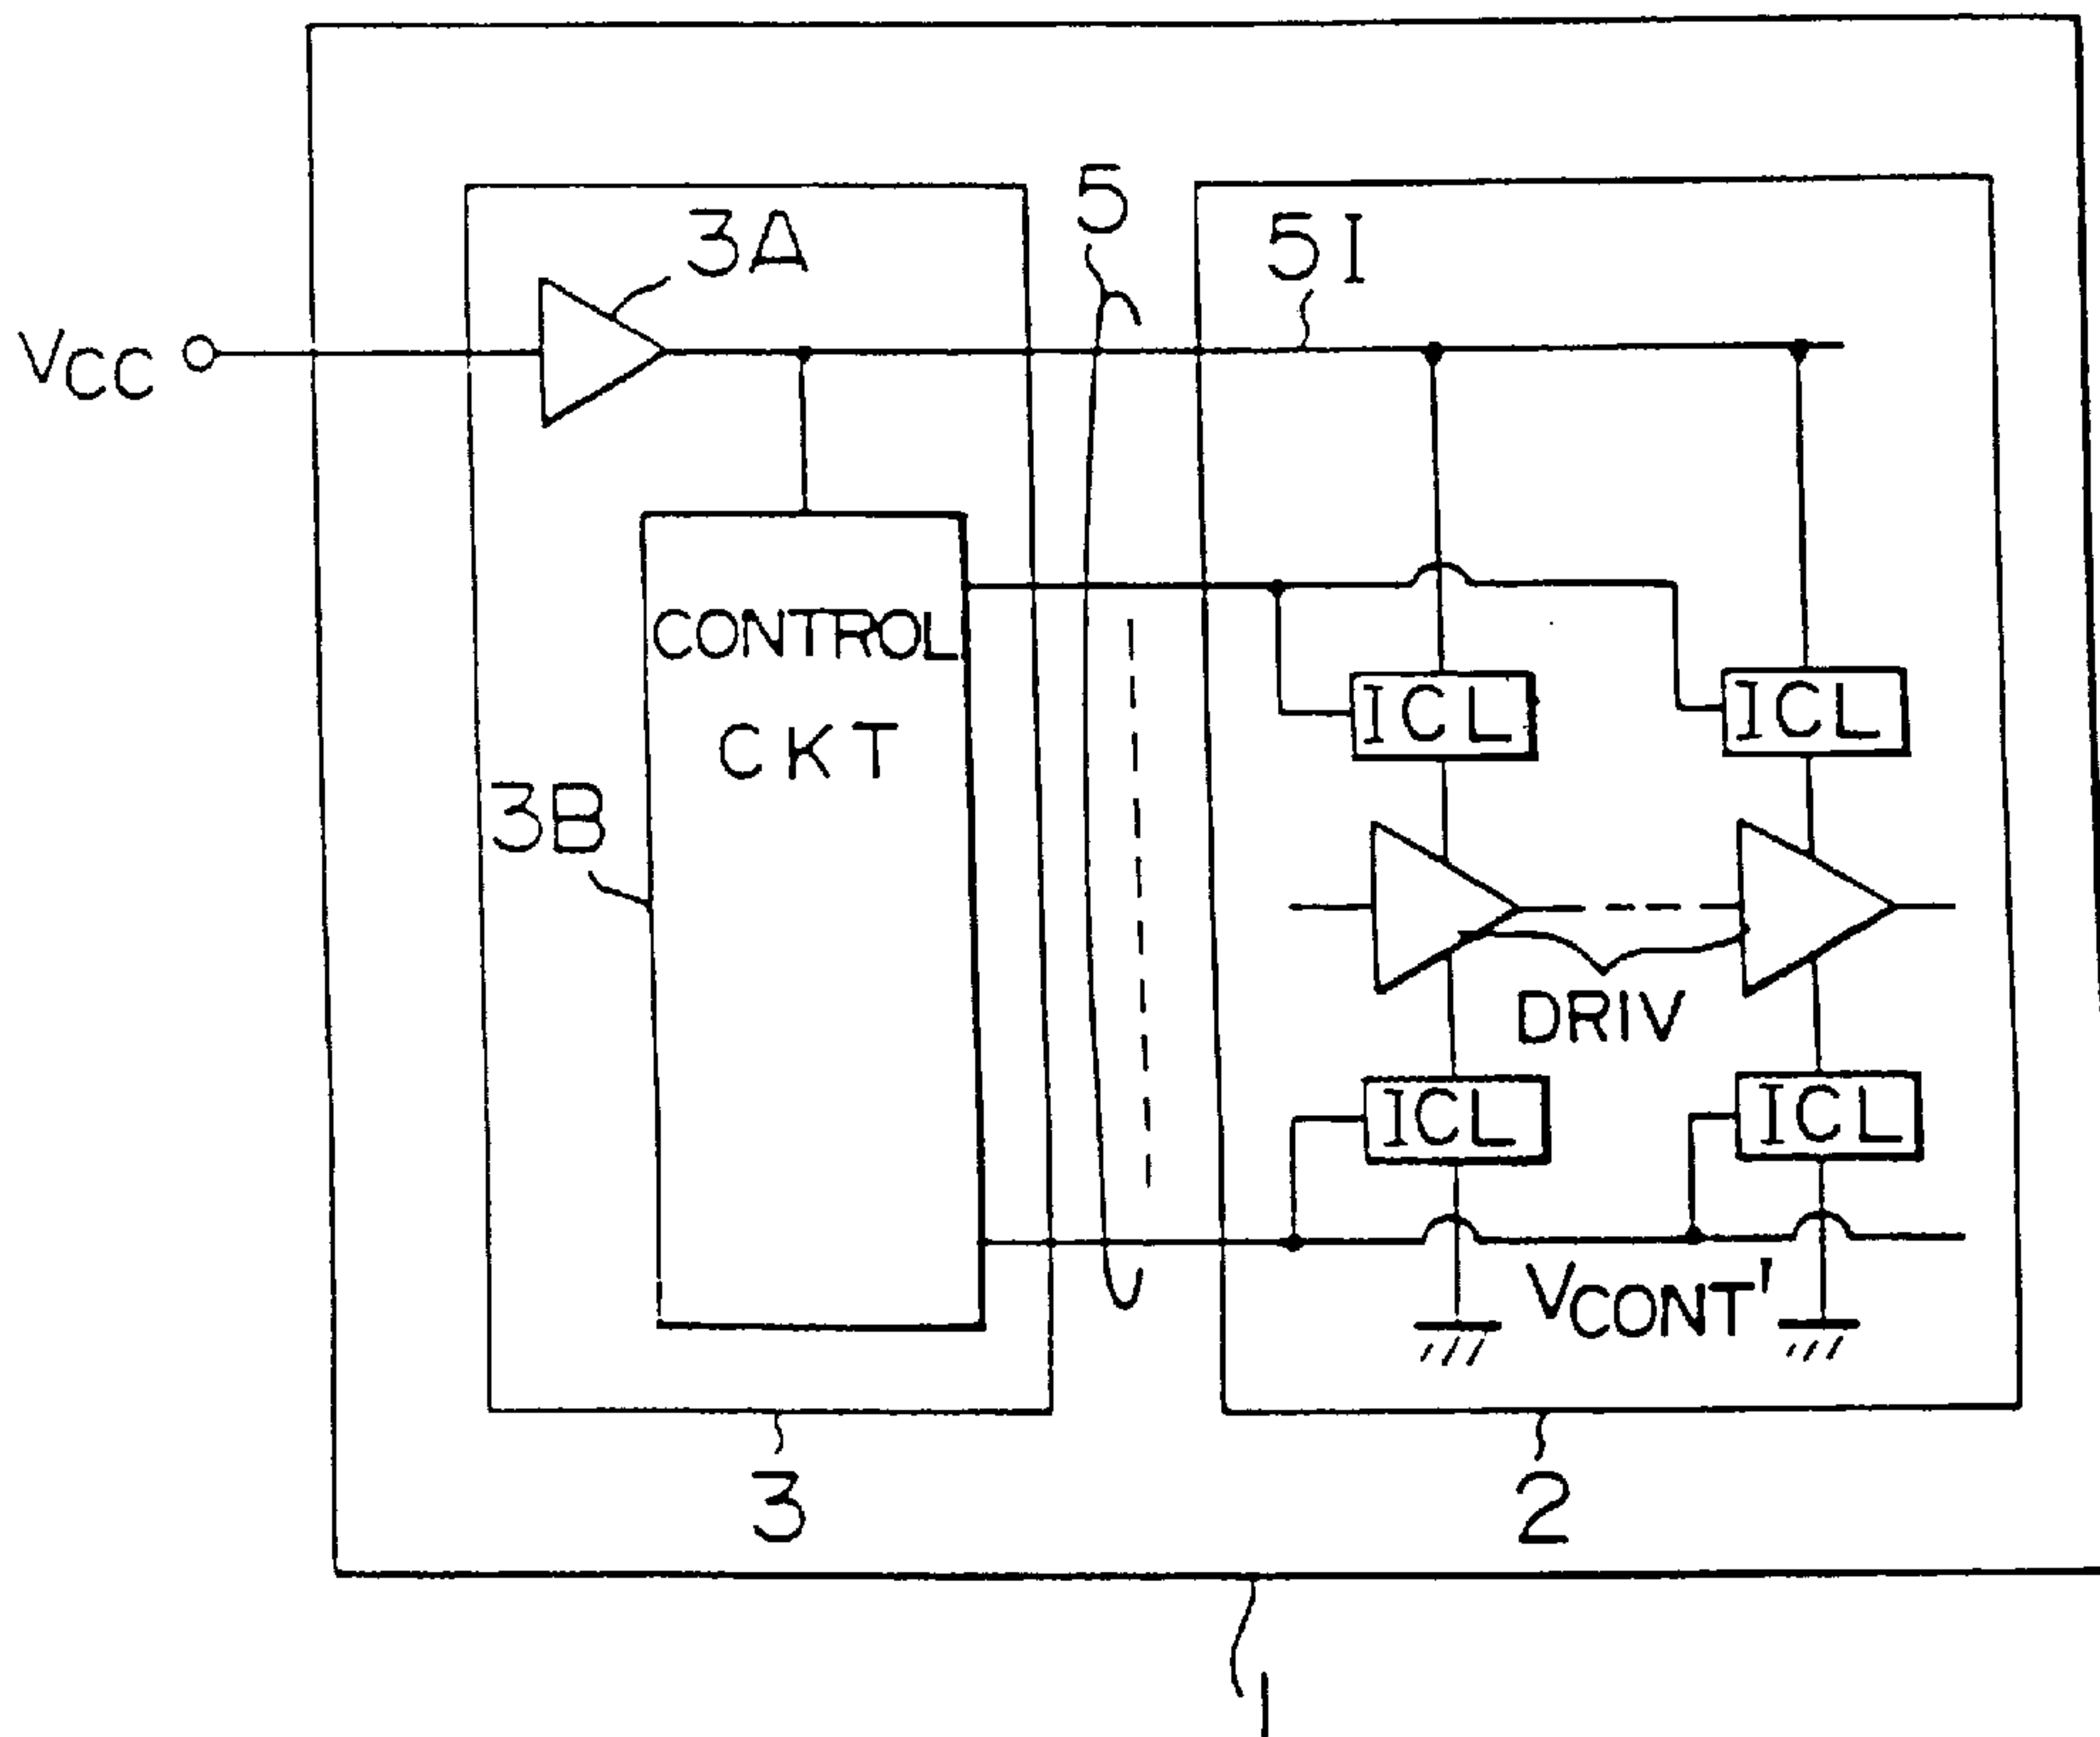 5
3A
5I
VCC
CONTROL
CKT
ICL
ICL
3B
DRIV
ICL
ICL
VCONT'
3
2
1